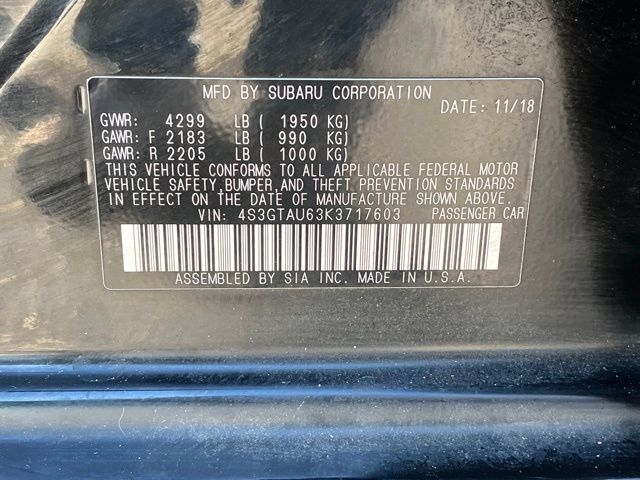 MFD BY SUBARU CORPORATION
DATE: 11/18
GVWR: 4299 LB ( 1950 KG)
GAWR: F 2183 LB ( 990 KG)
GAWR: R 2205 LB ( 1000 KG)
THIS VEHICLE CONFORMS TO ALL APPLICABLE FEDERAL MOTOR
VEHICLE SAFETY,BUMPER,AND THEFT PREVENTION STANDARDS
IN EFFECT ON THE DATE OF MANUFACTURE SHOWN ABOVE.
VIN: 4S3GTAU63K3717603 PASSENGER CAR
ASSEMBLED BY SIA INC. MADE IN U.S.A.